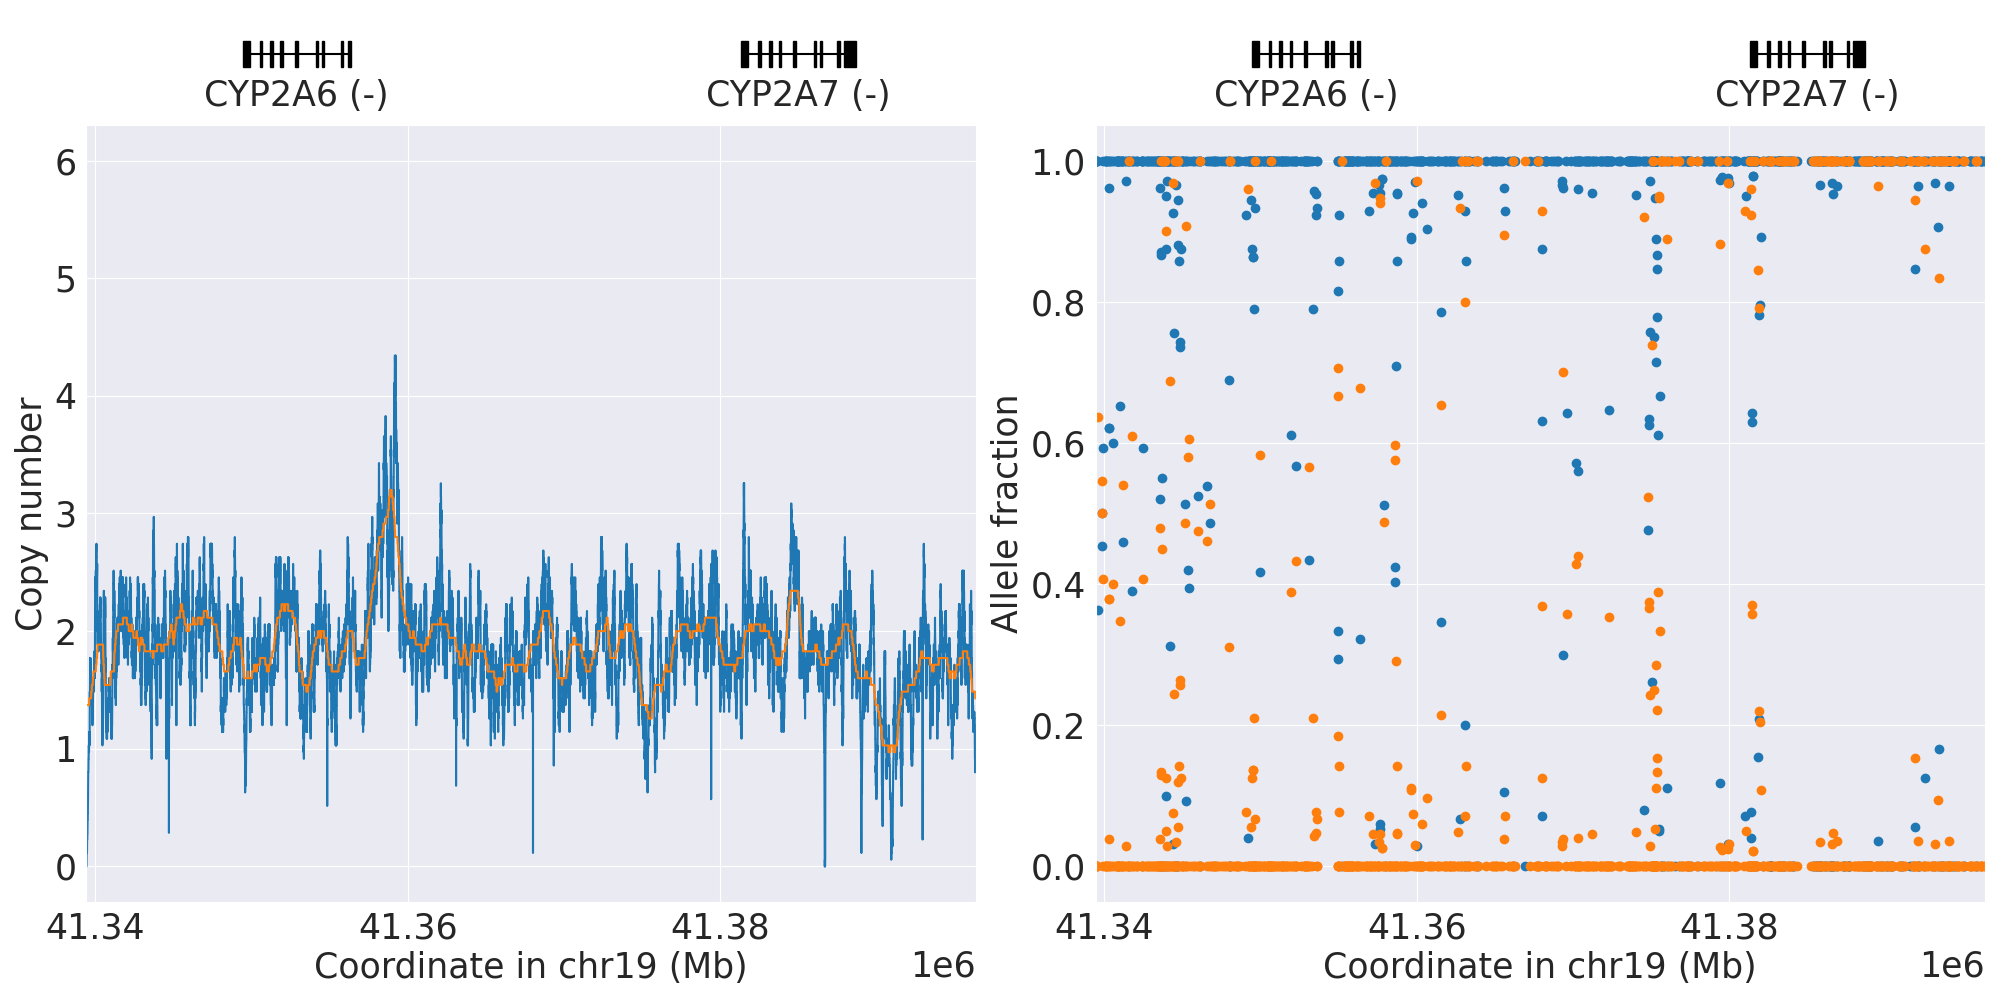 CYP2A6 (-)
CYP2A7 (-)
CYP2A6 (-)
CYP2A7 (-)
6
5
4
3
2
1
0
Copy number
41.34
41.36
41.38
Coordinate in chr19 (Mb)
1e6
1.0
0.8
0.6
0.4
0.2
0.0
Allele fraction
41.34
41.36
41.38
Coordinate in chr19 (Mb)
1e6